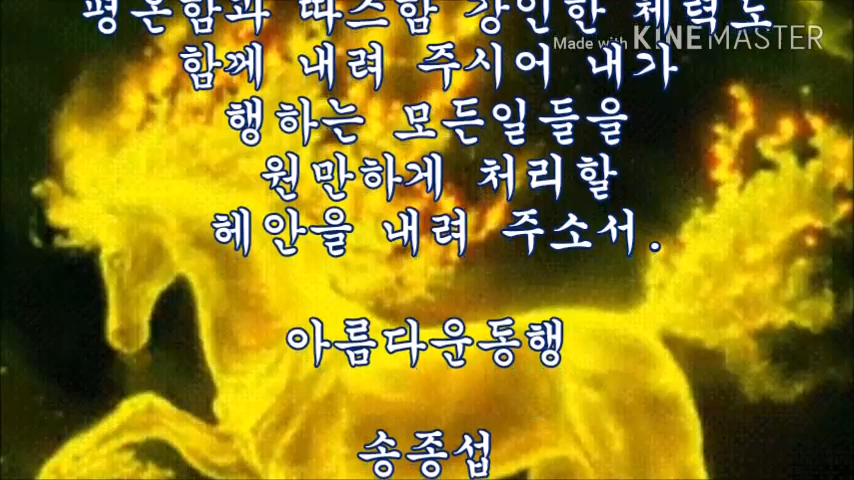 평온함과 따스함 강인한 체력도
Made with KINEMASTER
함께 내려 주시어 내가
행하는 모든일들을
원만하게 처리할
헤안을 내려 주소서.
아름다운동행
송종섭